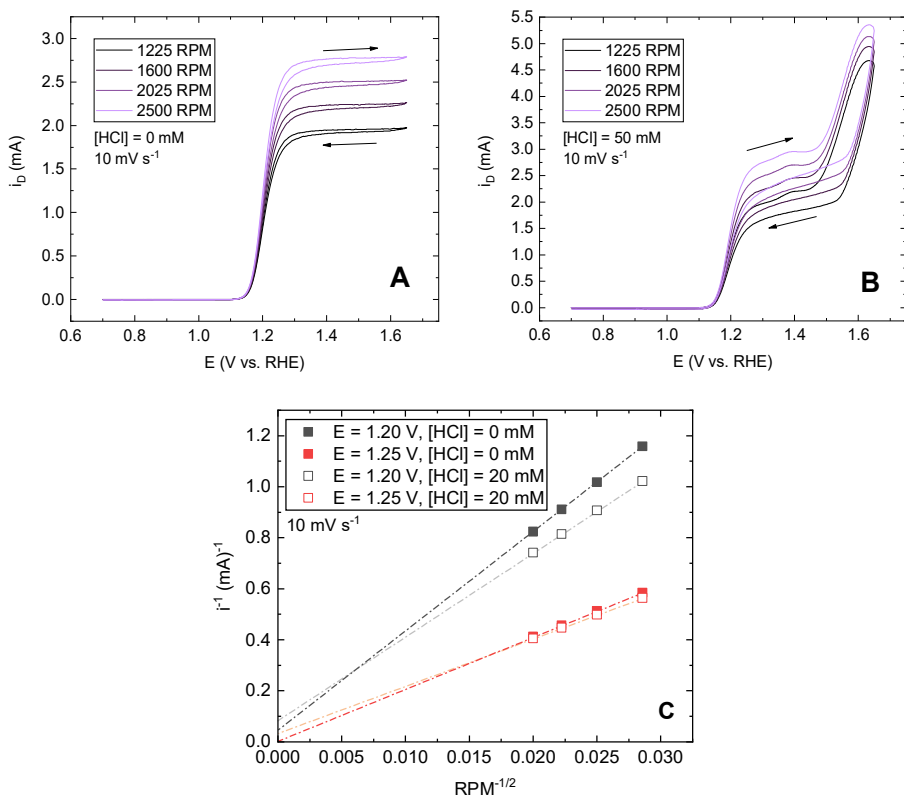 3.0
2.5
2.0
1.5
1.0
0.5
0.0
i_D (mA)
1225 RPM
1600 RPM
2025 RPM
2500 RPM
[HCl] = 0 mM
10 mV s⁻¹
A
0.6 0.8 1.0 1.2 1.4 1.6
E (V vs. RHE)
5.5
5.0
4.5
4.0
3.5
3.0
2.5
2.0
1.5
1.0
0.5
0.0
i_D (mA)
1225 RPM
1600 RPM
2025 RPM
2500 RPM
[HCl] = 50 mM
10 mV s⁻¹
B
0.6 0.8 1.0 1.2 1.4 1.6
E (V vs. RHE)
1.2
1.0
0.8
0.6
0.4
0.2
0.0
i⁻¹ (mA)⁻¹
E = 1.20 V, [HCl] = 0 mM
E = 1.25 V, [HCl] = 0 mM
E = 1.20 V, [HCl] = 20 mM
E = 1.25 V, [HCl] = 20 mM
10 mV s⁻¹
C
0.000 0.005 0.010 0.015 0.020 0.025 0.030
RPM⁻¹/²